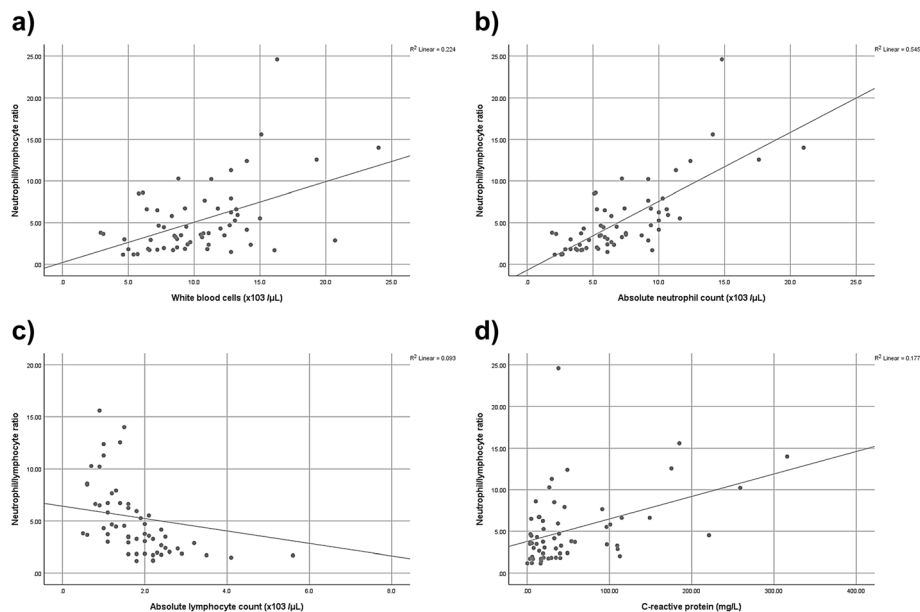 a)
R² Linear = 0.224
Neutrophil/lymphocyte ratio
25.00
20.00
15.00
10.00
5.00
.00
.0 5.0 10.0 15.0 20.0 25.0
White blood cells (x103 /µL)
b)
R² Linear = 0.545
Neutrophil/lymphocyte ratio
25.00
20.00
15.00
10.00
5.00
.00
.0 5.0 10.0 15.0 20.0 25.0
Absolute neutrophil count (x103 /µL)
c)
R² Linear = 0.093
Neutrophil/lymphocyte ratio
20.00
15.00
10.00
5.00
.00
.0 2.0 4.0 6.0 8.0
Absolute lymphocyte count (x103 /µL)
d)
R² Linear = 0.177
Neutrophil/lymphocyte ratio
25.00
20.00
15.00
10.00
5.00
.00
.00 100.00 200.00 300.00 400.00
C-reactive protein (mg/L)